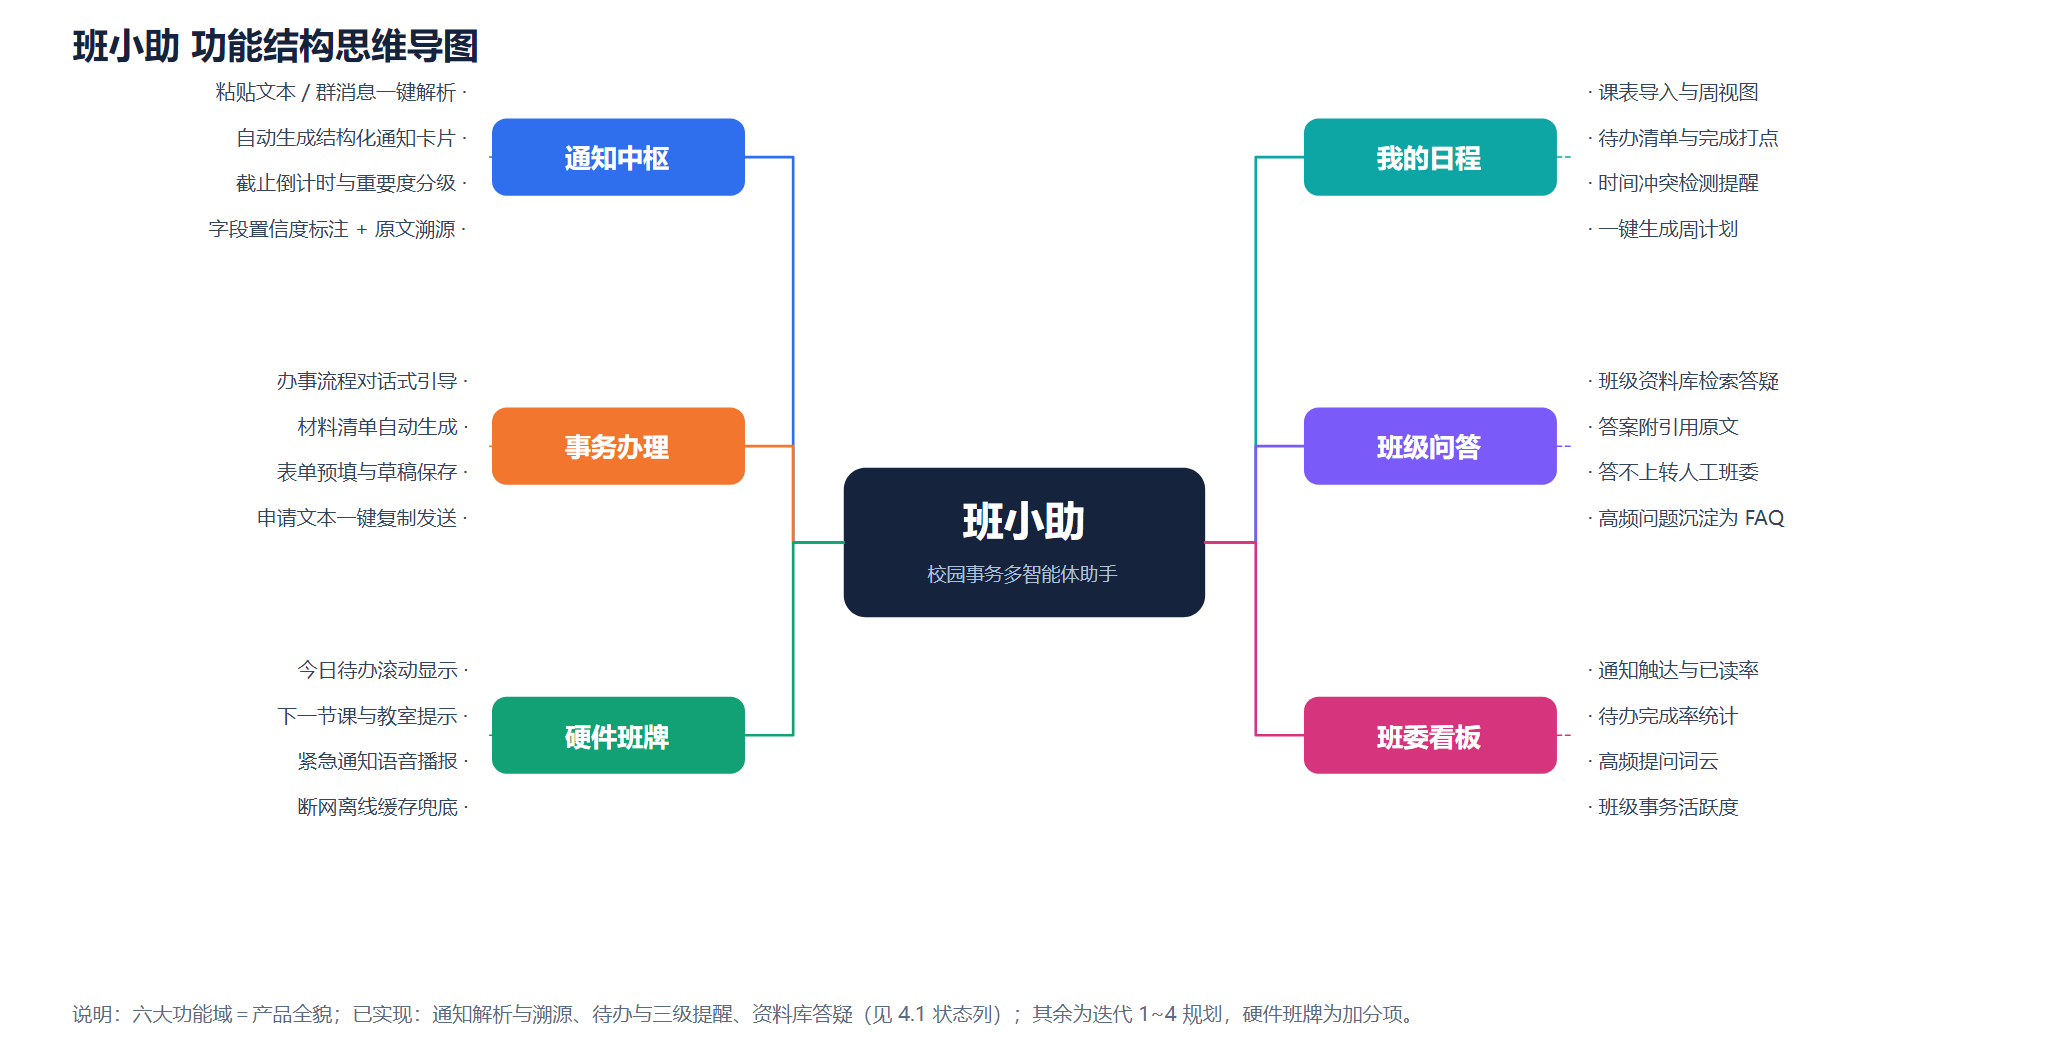 班小助 功能结构思维导图
粘贴文本 / 群消息一键解析 ·
自动生成结构化通知卡片 ·
截止倒计时与重要度分级 ·
字段置信度标注 + 原文溯源 ·
通知中枢
办事流程对话式引导 ·
材料清单自动生成 ·
表单预填与草稿保存 ·
申请文本一键复制发送 ·
事务办理
今日待办滚动显示 ·
下一节课与教室提示 ·
紧急通知语音播报 ·
断网离线缓存兜底 ·
硬件班牌
班小助
校园事务多智能体助手
我的日程
· 课表导入与周视图
· 待办清单与完成打点
· 时间冲突检测提醒
· 一键生成周计划
班级问答
· 班级资料库检索答疑
· 答案附引用原文
· 答不上转人工班委
· 高频问题沉淀为 FAQ
班委看板
· 通知触达与已读率
· 待办完成率统计
· 高频提问词云
· 班级事务活跃度
说明：六大功能域＝产品全貌；已实现：通知解析与溯源、待办与三级提醒、资料库答疑（见 4.1 状态列）；其余为迭代 1~4 规划，硬件班牌为加分项。